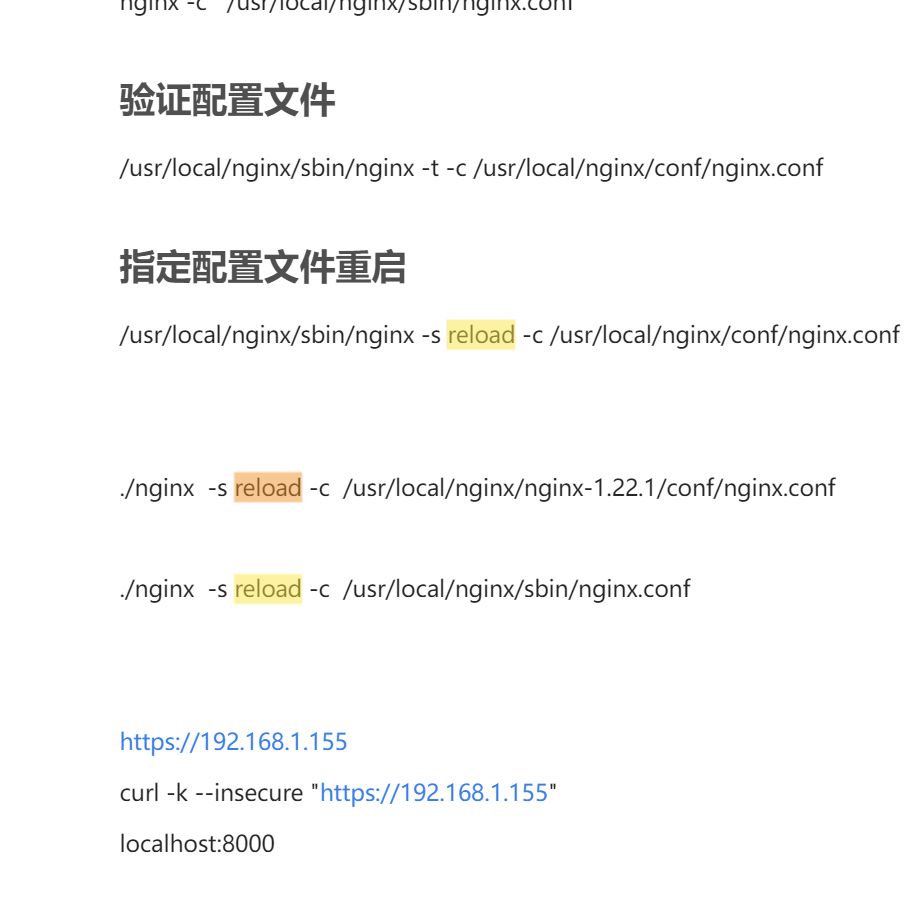 nginx -c /usr/local/nginx/sbin/nginx.conf
验证配置文件
/usr/local/nginx/sbin/nginx -t -c /usr/local/nginx/conf/nginx.conf
指定配置文件重启
/usr/local/nginx/sbin/nginx -s reload -c /usr/local/nginx/conf/nginx.conf
./nginx  -s reload -c  /usr/local/nginx/nginx-1.22.1/conf/nginx.conf
./nginx  -s reload -c  /usr/local/nginx/sbin/nginx.conf
https://192.168.1.155
curl -k --insecure "https://192.168.1.155"
localhost:8000